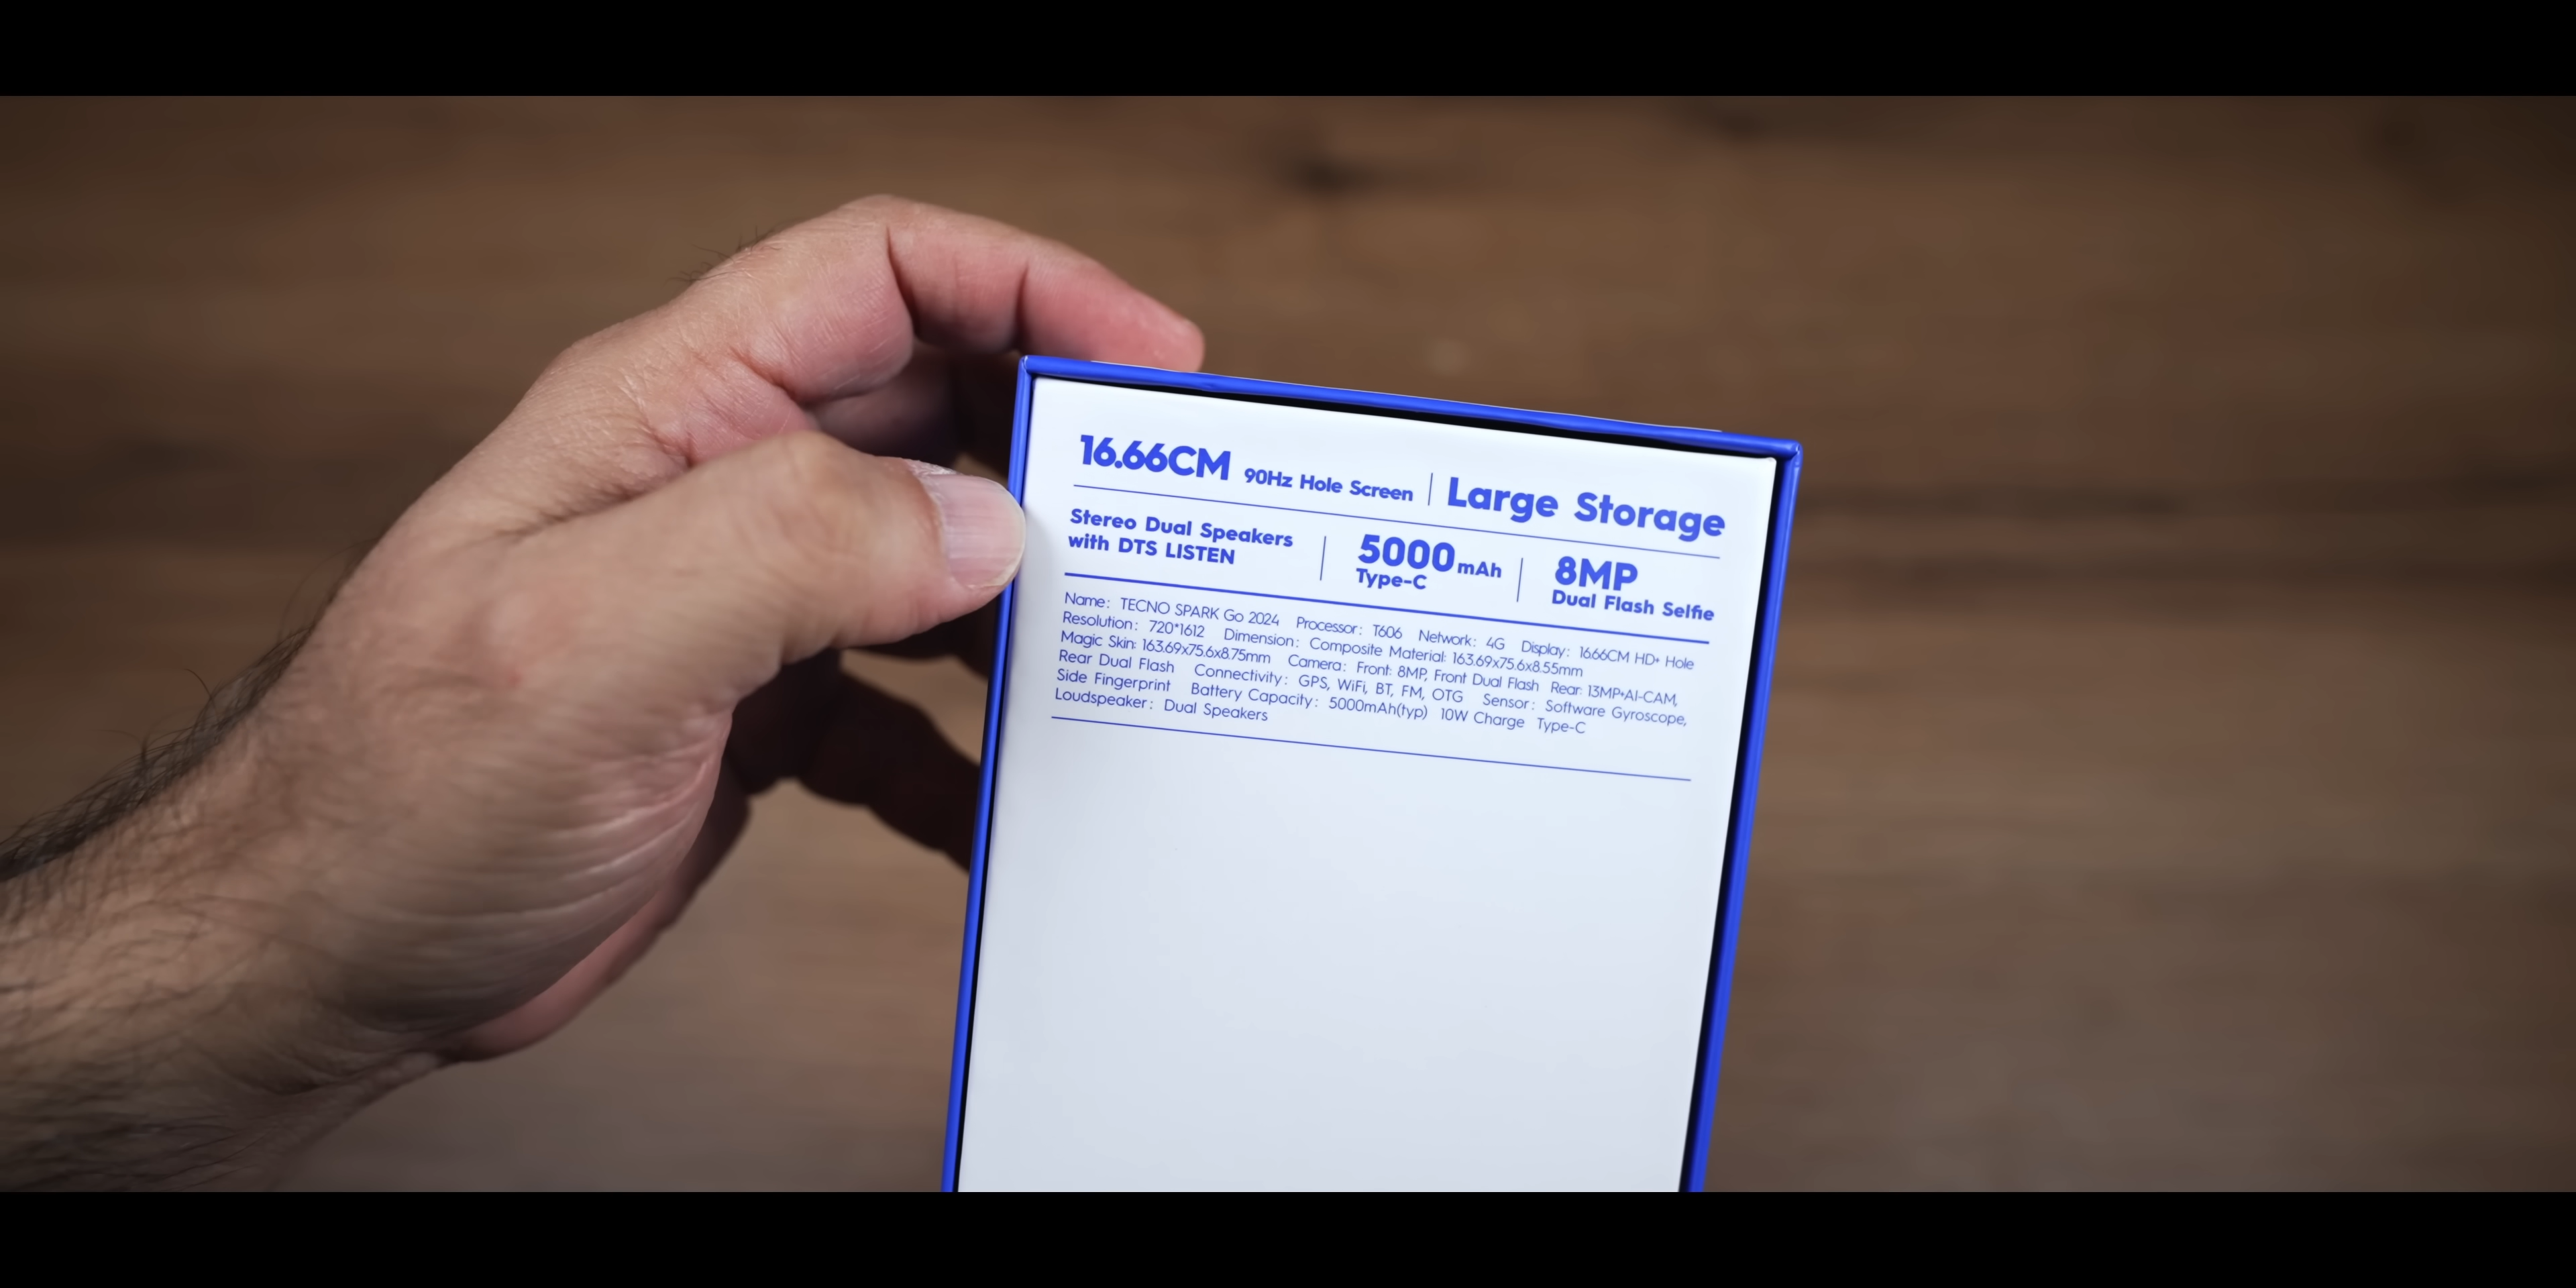 16.66CM 90Hz Hole Screen | Large Storage
Stereo Dual Speakers
with DTS LISTEN
5000mAh
Type-C
8MP
Dual Flash Selfie
Name: TECNO SPARK Go 2024 Processor: T606 Network: 4G Display: 16.66CM HD+ Hole
Resolution: 720*1612 Dimension: Composite Material: 163.69x75.6x8.55mm
Magic Skin: 163.69x75.6x8.75mm Camera: Front: 8MP, Front Dual Flash Rear: 13MP+AI-CAM,
Rear Dual Flash Connectivity: GPS, WiFi, BT, FM, OTG Sensor: Software Gyroscope,
Side Fingerprint Battery Capacity: 5000mAh(typ) 10W Charge Type-C
Loudspeaker: Dual Speakers